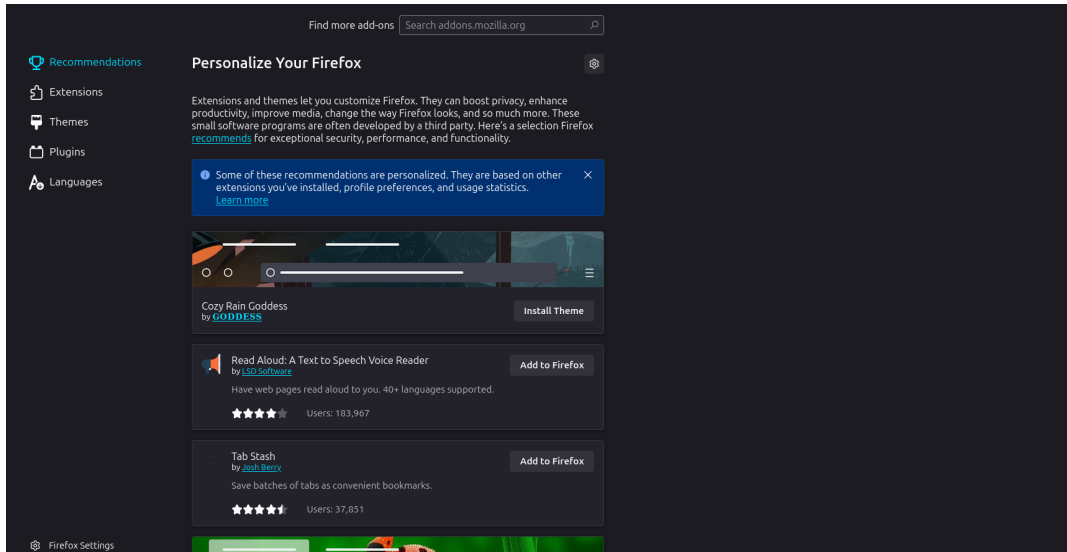 Find more add-ons Search addons.mozilla.org
Recommendations
Extensions
Themes
Plugins
Languages
Firefox Settings
Personalize Your Firefox
Extensions and themes let you customize Firefox. They can boost privacy, enhance
productivity, improve media, change the way Firefox looks, and so much more. These
small software programs are often developed by a third party. Here's a selection Firefox
recommends for exceptional security, performance, and functionality.
Some of these recommendations are personalized. They are based on other
extensions you've installed, profile preferences, and usage statistics.
Learn more
Cozy Rain Goddess
by GODDESS
Install Theme
Read Aloud: A Text to Speech Voice Reader
by LSD Software
Add to Firefox
Have web pages read aloud to you. 40+ languages supported.
Users: 183,967
Tab Stash
by Josh Berry
Add to Firefox
Save batches of tabs as convenient bookmarks.
Users: 37,851